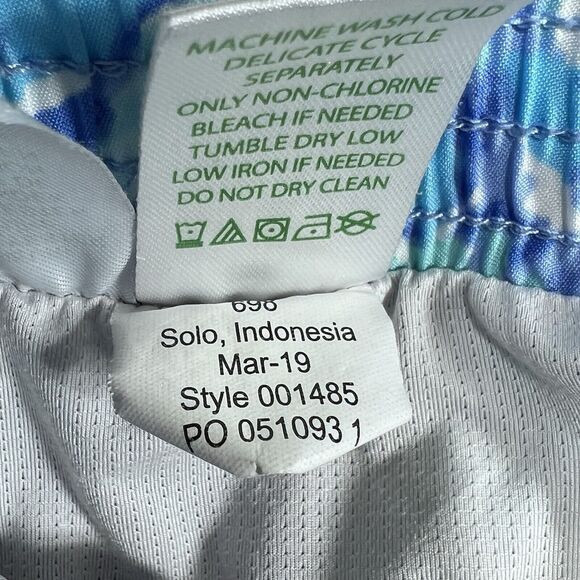 MACHINE WASH COLD
DELICATE CYCLE
SEPARATELY
ONLY NON-CHLORINE
BLEACH IF NEEDED
TUMBLE DRY LOW
LOW IRON IF NEEDED
DO NOT DRY CLEAN
698
Solo, Indonesia
Mar-19
Style 001485
PO 051093 1